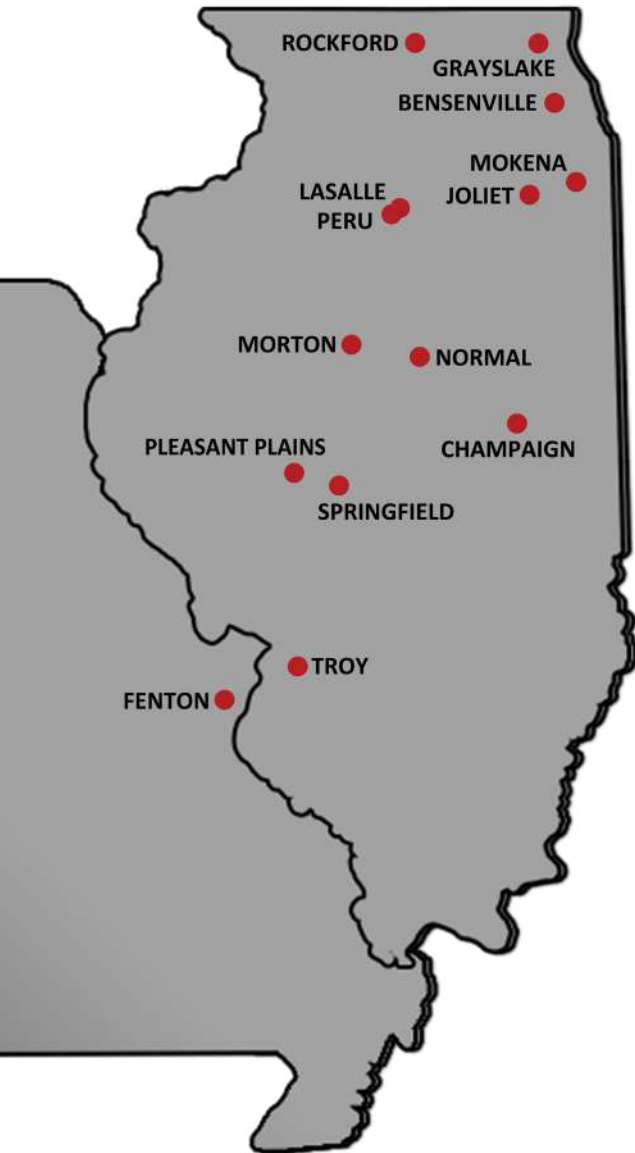 ROCKFORD
GRAYSLAKE
BENSENVILLE
MOKENA
LASALLE
JOLIET
PERU
MORTON
NORMAL
PLEASANT PLAINS
CHAMPAIGN
SPRINGFIELD
TROY
FENTON